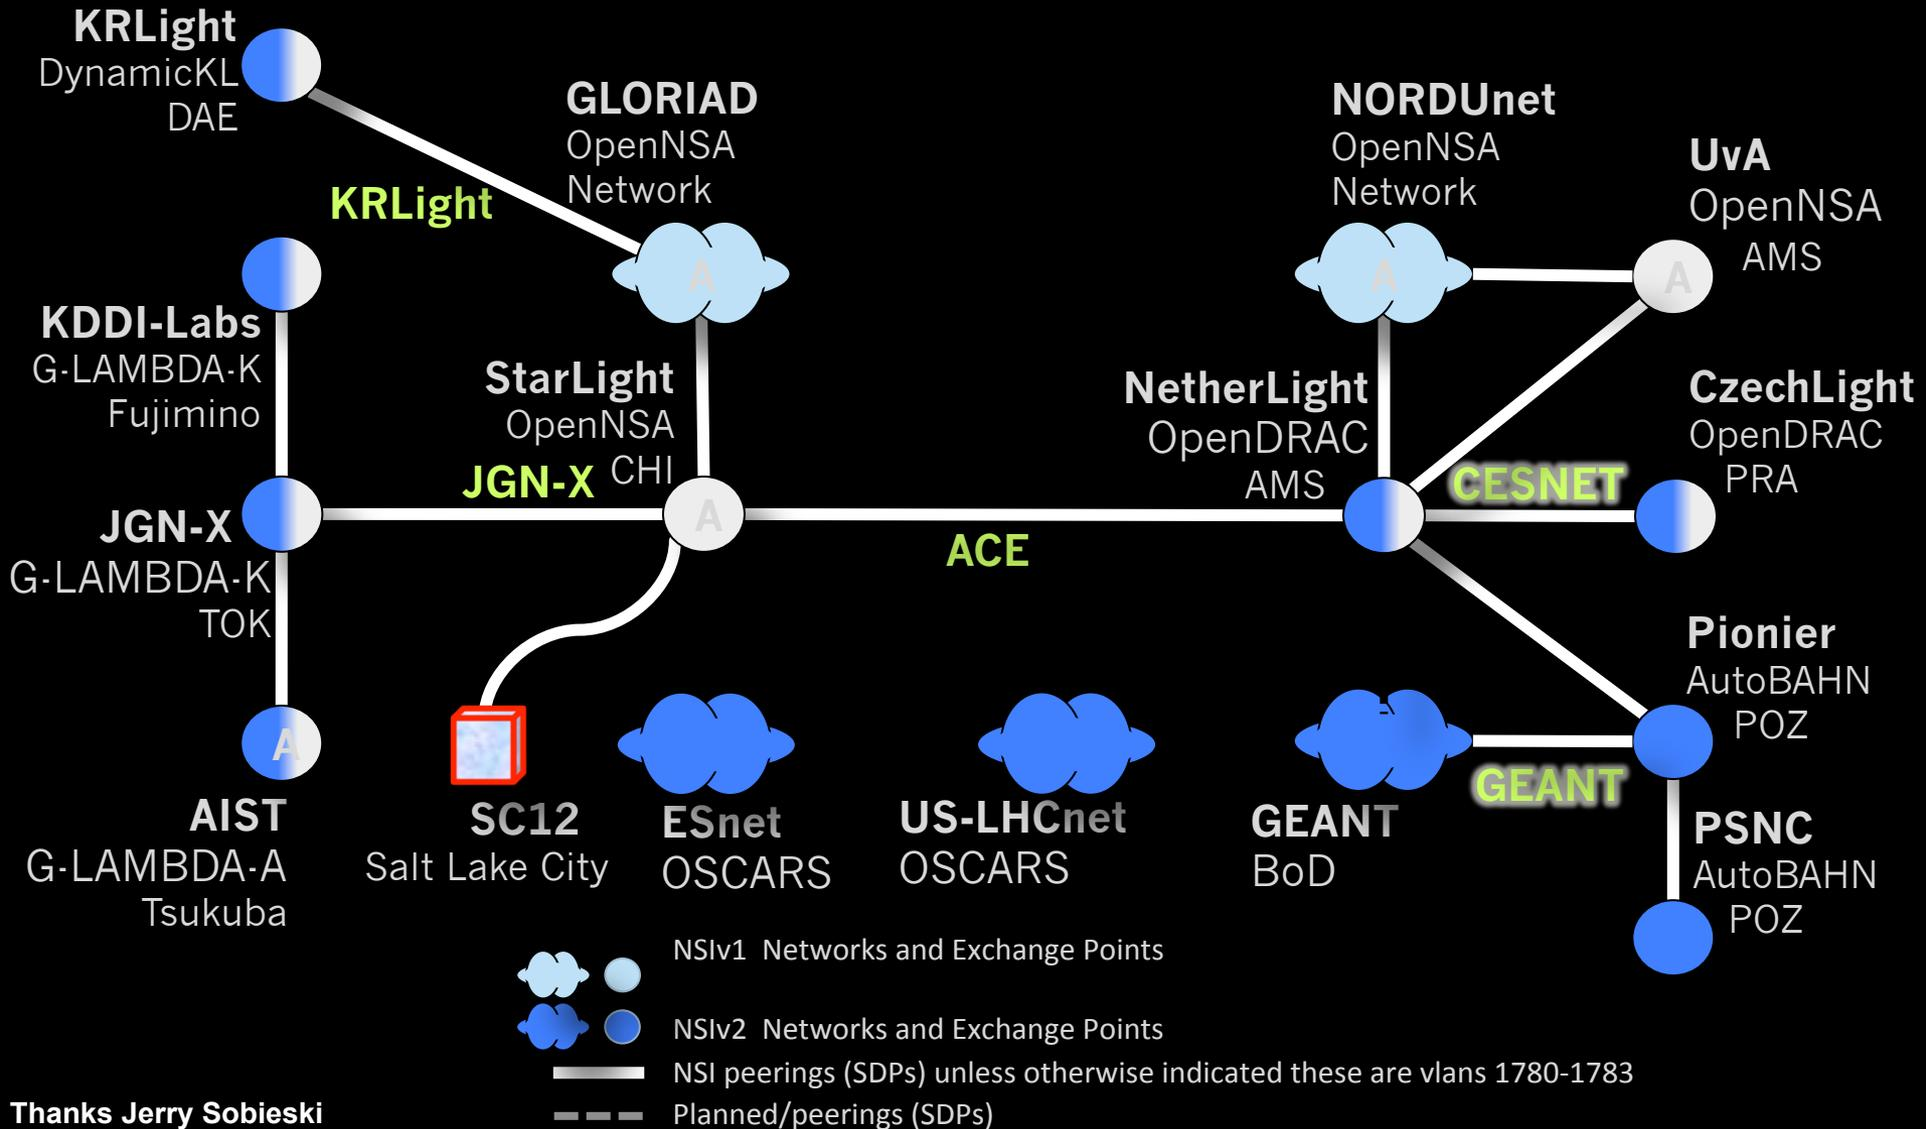 KRLight
DynamicKL
DAE
GLORIAD
OpenNSA
Network
NORDUnet
OpenNSA
Network
UvA
OpenNSA
AMS
KRLight
A
A
A
KDDI-Labs
G-LAMBDA-K
Fujimino
StarLight
OpenNSA
CHI
NetherLight
OpenDRAC
AMS
CzechLight
OpenDRAC
PRA
JGN-X
CESNET
JGN-X
G-LAMBDA-K
TOK
A
ACE
Pionier
AutoBAHN
POZ
A
GEANT
AIST
G-LAMBDA-A
Tsukuba
SC12
Salt Lake City
ESnet
OSCARS
US-LHCnet
OSCARS
GEANT
BoD
PSNC
AutoBAHN
POZ
NSIv1 Networks and Exchange Points
NSIv2 Networks and Exchange Points
NSI peerings (SDPs) unless otherwise indicated these are vlans 1780-1783
Planned/peerings (SDPs)
Thanks Jerry Sobieski